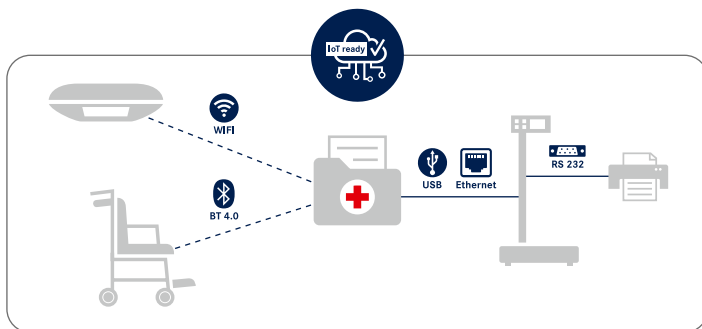 IoT ready
WIFI
BT 4.0
USB
Ethernet
RS 232